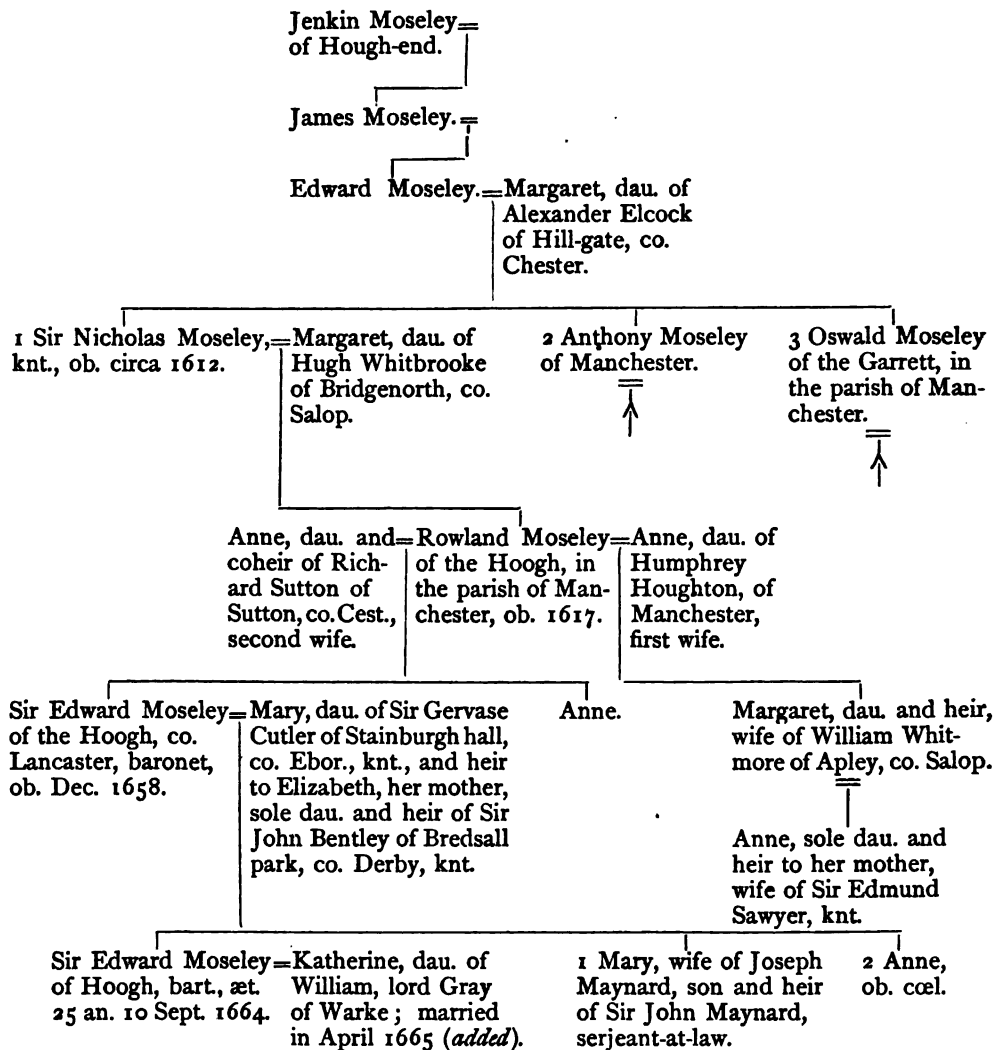 Jenkin Moseley=
of Hough-end.
James Moseley.=
Edward Moseley.=Margaret, dau. of
Alexander Elcock
of Hill-gate, co.
Chester.
1 Sir Nicholas Moseley,=
knt., ob. circa 1612.
Margaret, dau. of
Hugh Whitbrooke
of Bridgenorth, co.
Salop.
2 Anthony Moseley
of Manchester.
3 Oswald Moseley
of the Garrett, in
the parish of Man-
chester.
Anne, dau. and=
coheir of Rich-
ard Sutton of
Sutton, co. Cest.,
second wife.
Rowland Moseley=
of the Hoogh, in
the parish of Man-
chester, ob. 1617.
Anne, dau. of
Humphrey
Houghton, of
Manchester,
first wife.
Sir Edward Moseley=
of the Hoogh, co.
Lancaster, baronet,
ob. Dec. 1658.
Mary, dau. of Sir Gervase
Cutler of Stainburgh hall,
co. Ebor., knt., and heir
to Elizabeth, her mother,
sole dau. and heir of Sir
John Bentley of Bredsall
park, co. Derby, knt.
Anne.
Margaret, dau. and heir,
wife of William Whit-
more of Apley, co. Salop.
Anne, sole dau. and
heir to her mother,
wife of Sir Edmund
Sawyer, knt.
Sir Edward Moseley=
of Hoogh, bart., æt.
25 an. 10 Sept. 1664.
Katherine, dau. of
William, lord Gray
of Warke; married
in April 1665 (added).
1 Mary, wife of Joseph
Maynard, son and heir
of Sir John Maynard,
serjeant-at-law.
2 Anne,
ob. cœl.